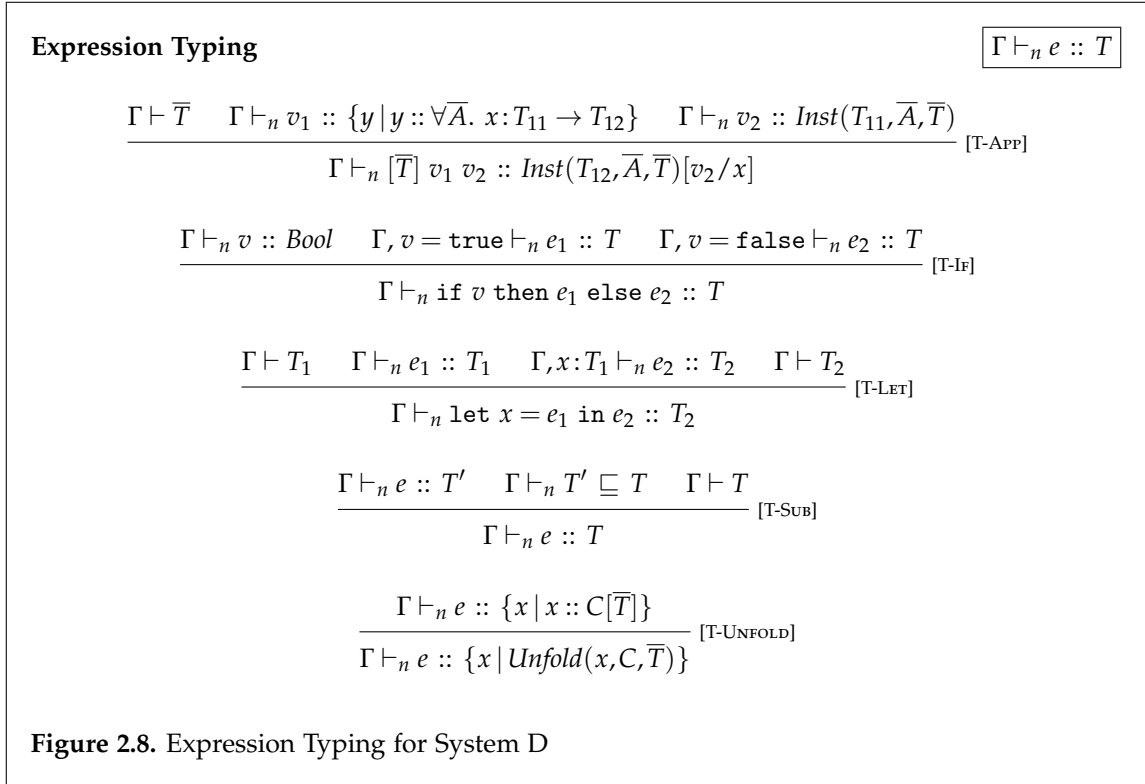 Expression Typing Γ ⊢ₙ e :: T
Γ ⊢ T̅ Γ ⊢ₙ v₁ :: {y | y :: ∀A̅. x : T₁₁ → T₁₂} Γ ⊢ₙ v₂ :: Inst(T₁₁, A̅, T̅)
[T-App]
Γ ⊢ₙ [T̅] v₁ v₂ :: Inst(T₁₂, A̅, T̅)[v₂/x]
Γ ⊢ₙ v :: Bool Γ, v = true ⊢ₙ e₁ :: T Γ, v = false ⊢ₙ e₂ :: T
[T-If]
Γ ⊢ₙ if v then e₁ else e₂ :: T
Γ ⊢ T₁ Γ ⊢ₙ e₁ :: T₁ Γ, x : T₁ ⊢ₙ e₂ :: T₂ Γ ⊢ T₂
[T-Let]
Γ ⊢ₙ let x = e₁ in e₂ :: T₂
Γ ⊢ₙ e :: T′ Γ ⊢ₙ T′ ⊑ T Γ ⊢ T
[T-Sub]
Γ ⊢ₙ e :: T
Γ ⊢ₙ e :: {x | x :: C[T̅]}
[T-Unfold]
Γ ⊢ₙ e :: {x | Unfold(x, C, T̅)}
Figure 2.8. Expression Typing for System D